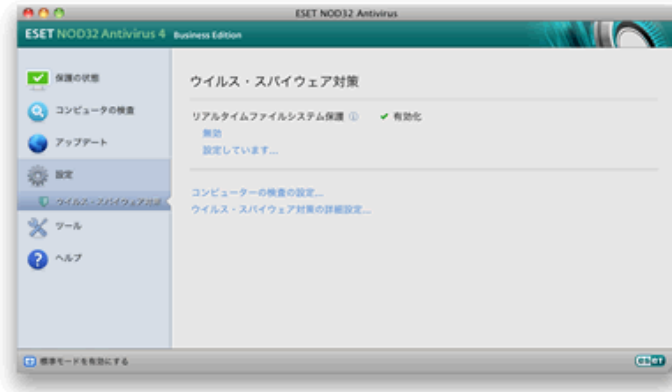 ESET NOD32 Antivirus
ESET NOD32 Antivirus 4 Business Edition
保護の状態
コンピュータの検査
アップデート
設定
ウイルス・スパイウェア対策
ツール
ヘルプ
ウイルス・スパイウェア対策
リアルタイムファイルシステム保護 有効化
無効
設定しています...
コンピューターの検査の設定...
ウイルス・スパイウェア対策の詳細設定...
標準モードを有効にする
eset